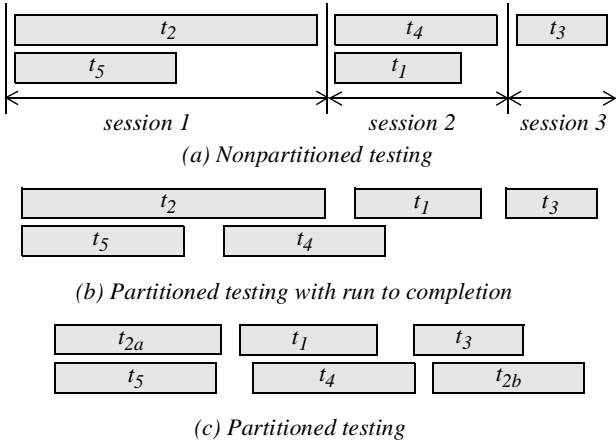 t2 t4 t3
t5 t1
session 1 session 2 session 3
(a) Nonpartitioned testing
t2 t1 t3
t5 t4
(b) Partitioned testing with run to completion
t2a t1 t3
t5 t4 t2b
(c) Partitioned testing